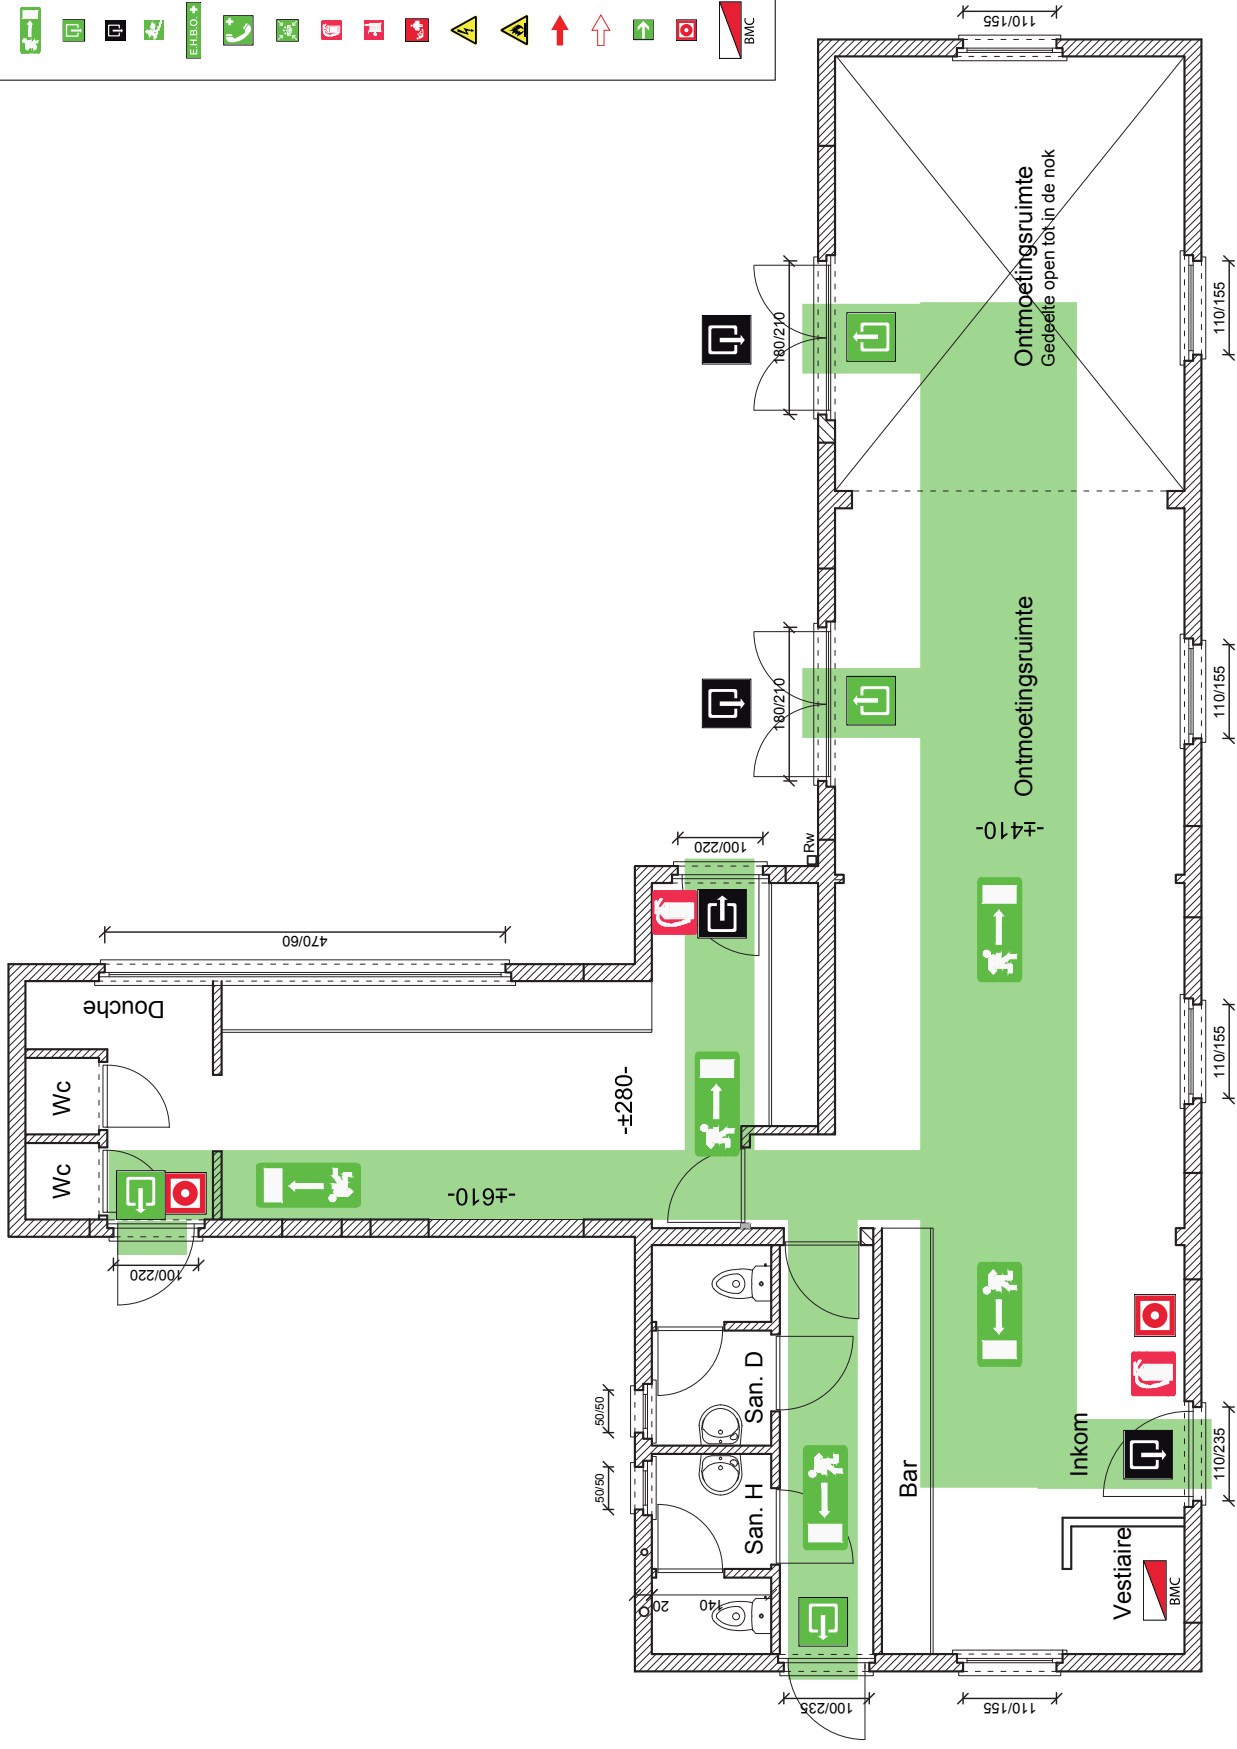 E.H.B.O.
BMC
110/155
Ontmoetingsruimte
Gedeelte open tot in de nok
180/210
110/155
180/210
Ontmoetingsruimte
110/155
-±410-
Rw
100/220
470/60
Douche
Wc
Wc
-±280-
110/155
-±610-
100/220
50/50
50/50
San. D
San. H
20
140
Bar
Inkom
110/235
Vestiaire
BMC
100/235
110/155